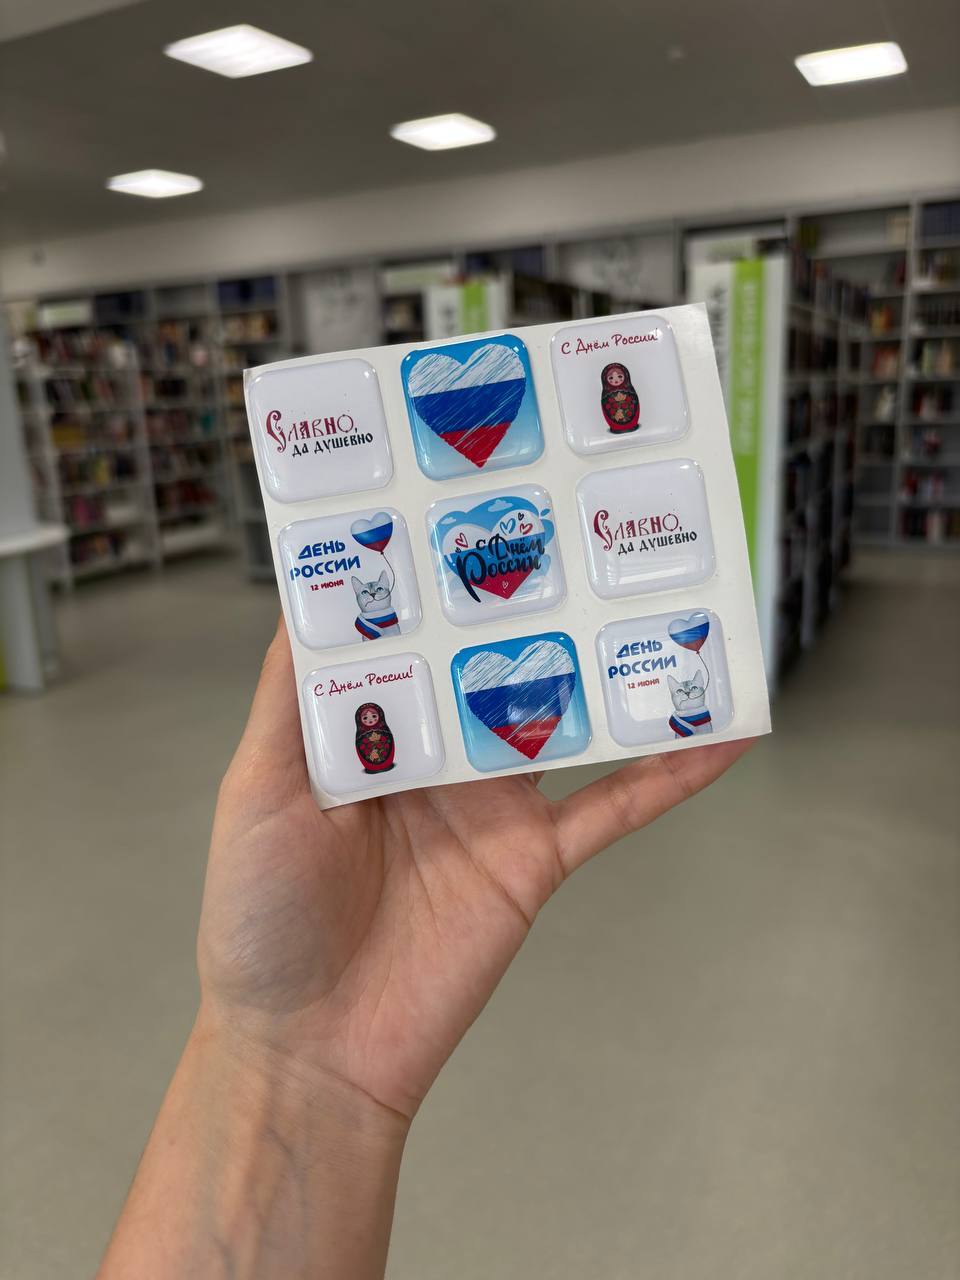 Славно,
да душевно
С Днём России!
ДЕНЬ
РОССИИ
12 ИЮНЯ
С Днём
России
Славно,
да душевно
С Днём России!
ДЕНЬ
РОССИИ
12 ИЮНЯ